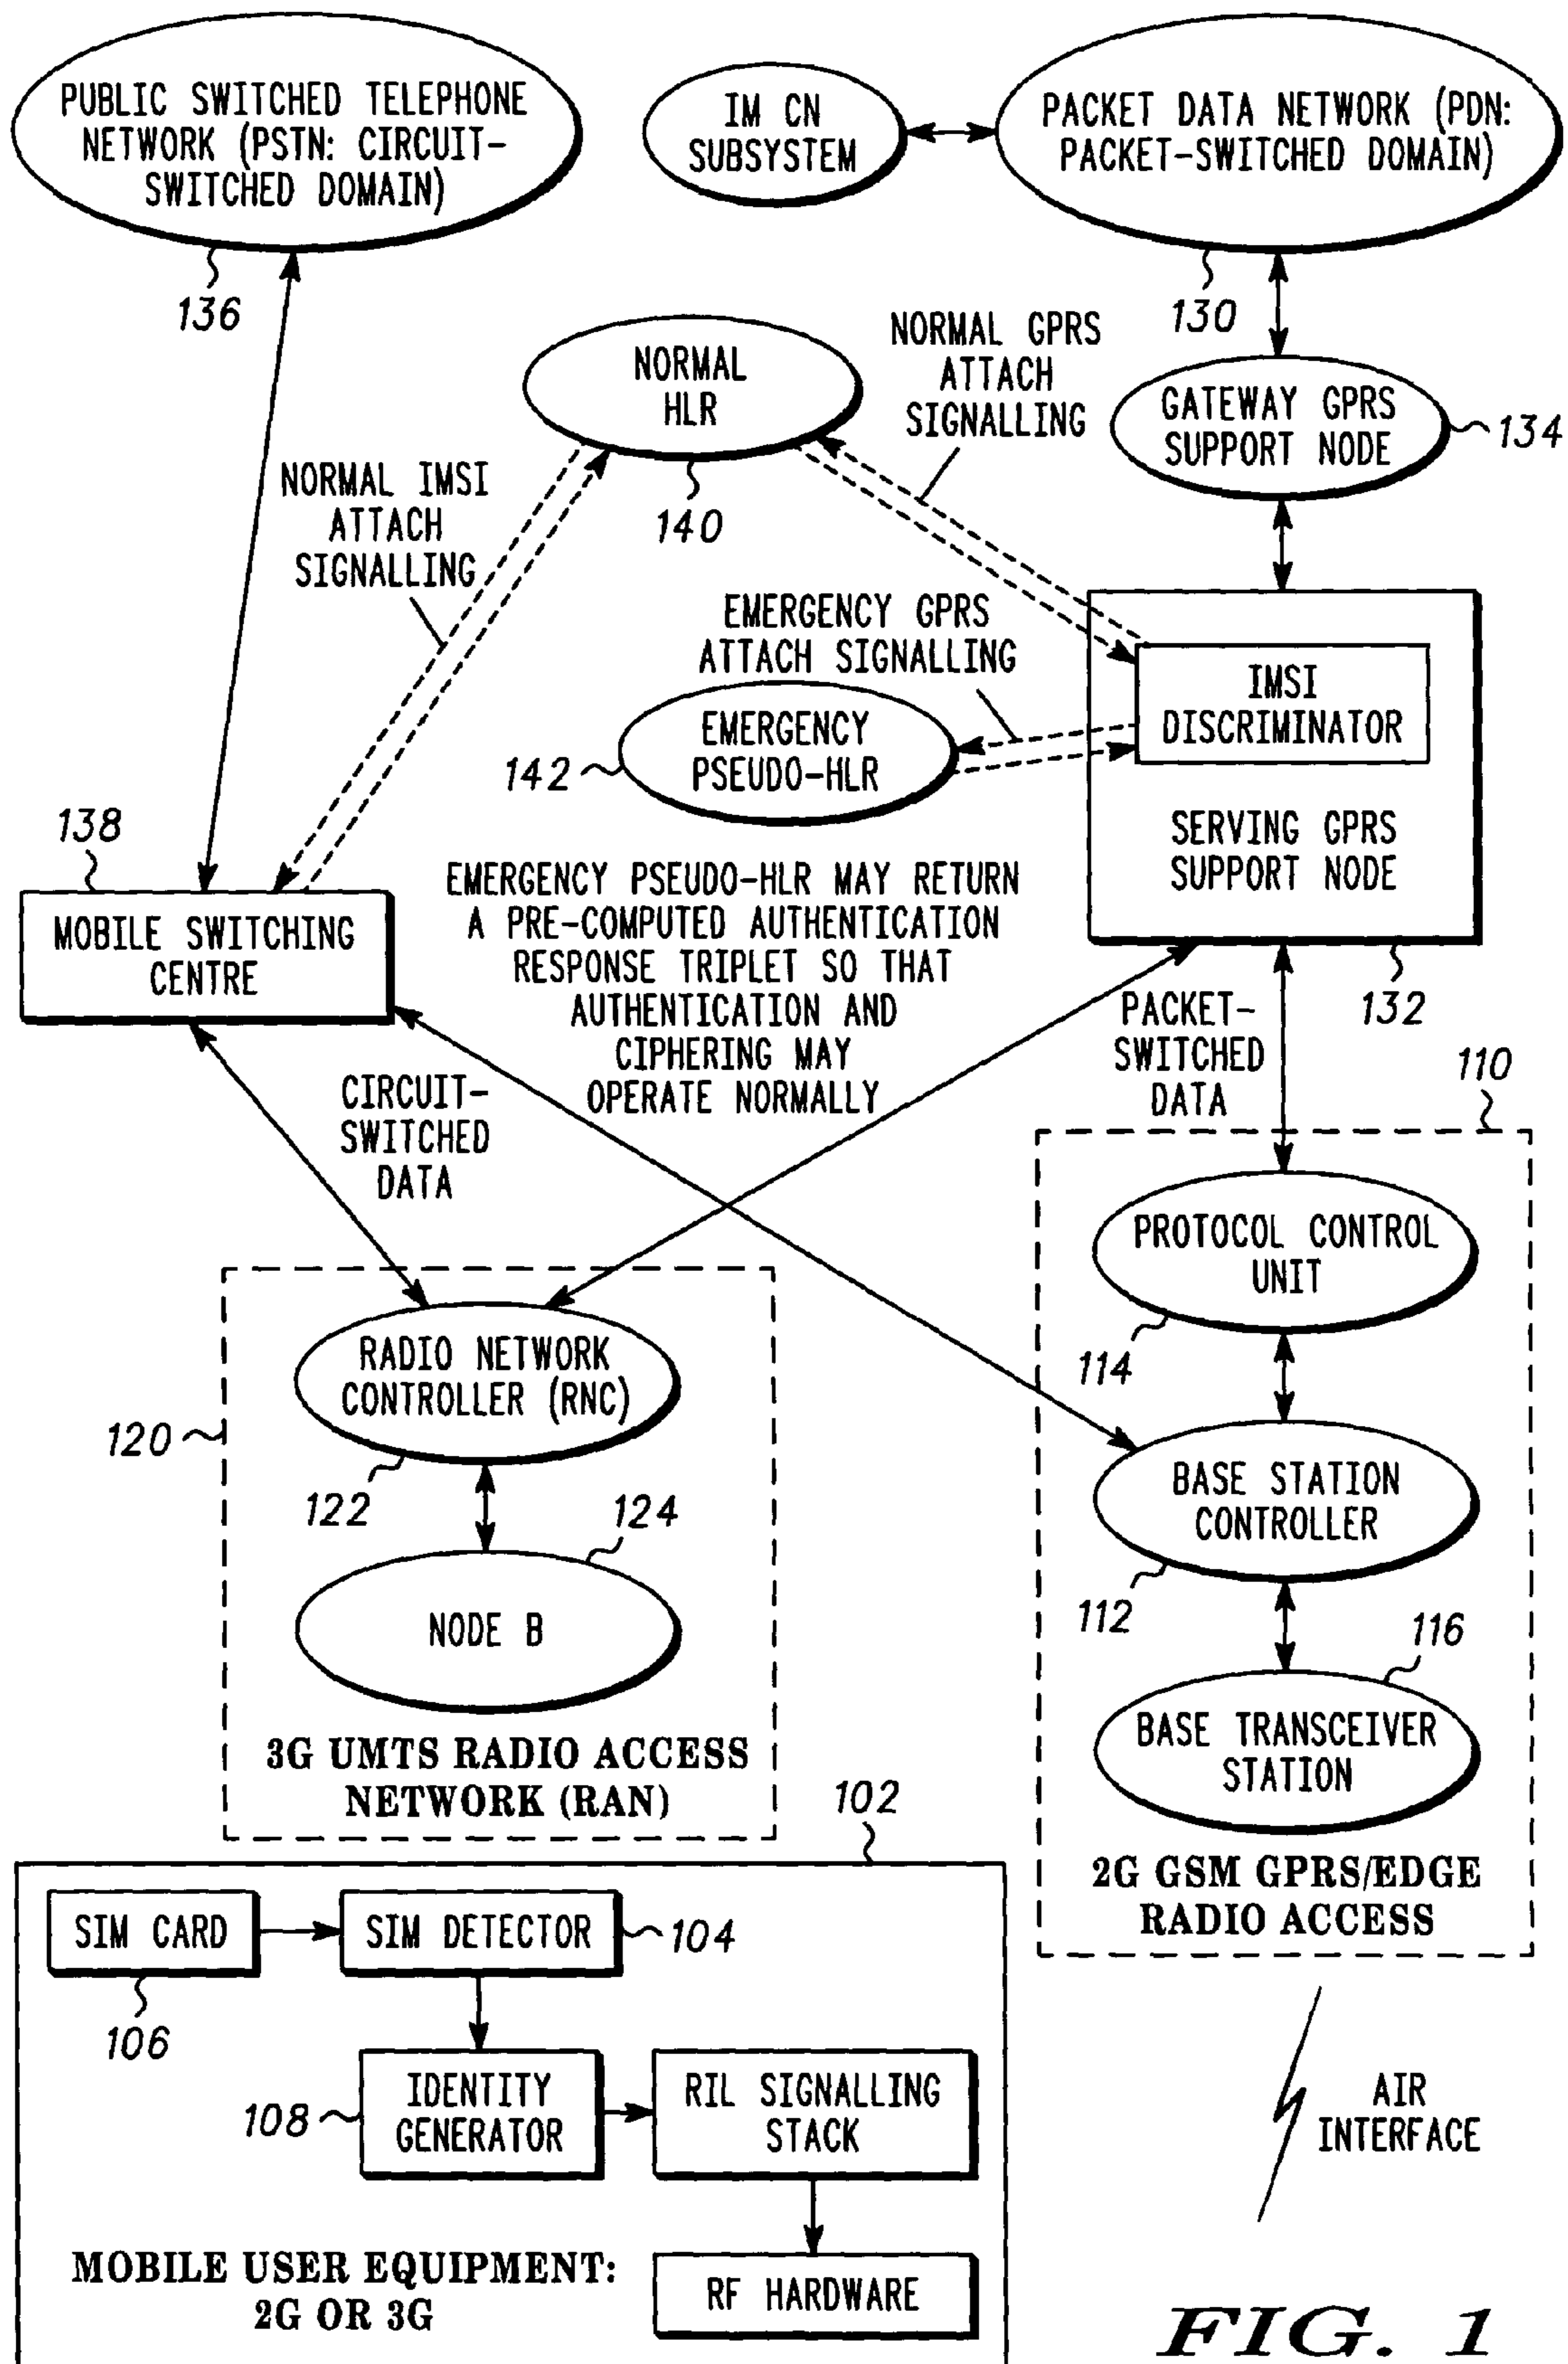 PUBLIC SWITCHED TELEPHONE
NETWORK (PSTN: CIRCUIT-
SWITCHED DOMAIN)
136
IM CN
SUBSYSTEM
PACKET DATA NETWORK (PDN:
PACKET-SWITCHED DOMAIN)
130
NORMAL
HLR
140
NORMAL GPRS
ATTACH
SIGNALLING
GATEWAY GPRS
SUPPORT NODE
134
NORMAL IMSI
ATTACH
SIGNALLING
EMERGENCY GPRS
ATTACH SIGNALLING
IMSI
DISCRIMINATOR
EMERGENCY
PSEUDO-HLR
142
SERVING GPRS
SUPPORT NODE
132
138
MOBILE SWITCHING
CENTRE
EMERGENCY PSEUDO-HLR MAY RETURN
A PRE-COMPUTED AUTHENTICATION
RESPONSE TRIPLET SO THAT
AUTHENTICATION AND
CIPHERING MAY
OPERATE NORMALLY
PACKET-
SWITCHED
DATA
110
CIRCUIT-
SWITCHED
DATA
PROTOCOL CONTROL
UNIT
114
RADIO NETWORK
CONTROLLER (RNC)
120
122
124
BASE STATION
CONTROLLER
112
116
NODE B
BASE TRANSCEIVER
STATION
3G UMTS RADIO ACCESS
NETWORK (RAN)
2G GSM GPRS/EDGE
RADIO ACCESS
102
SIM CARD
106
SIM DETECTOR
104
IDENTITY
GENERATOR
108
RIL SIGNALLING
STACK
AIR
INTERFACE
MOBILE USER EQUIPMENT:
2G OR 3G
RF HARDWARE
FIG. 1